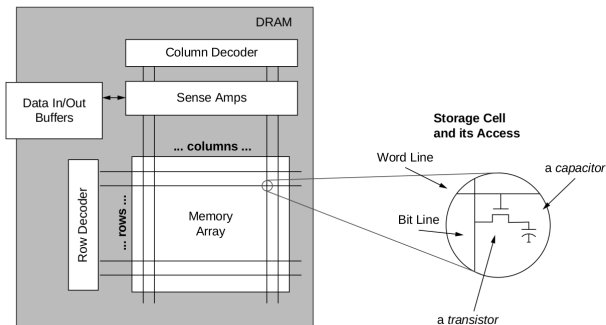 DRAM
Column Decoder
Sense Amps
Data In/Out
Buffers
... columns ...
Row Decoder
... rows ...
Memory
Array
Storage Cell
and its Access
Word Line
a capacitor
Bit Line
a transistor